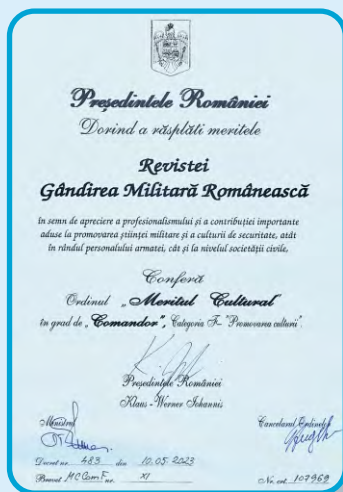 Președintele României
Dorind a răsplăti meritele
Revistei
Gândirea Militară Românească
în semn de apreciere a profesionalismului și a contribuției importante
aduse la promovarea științei militare și a culturii de securitate, atât
în rândul personalului armatei, cât și la nivelul societății civile,
Conferă
Ordinul „Meritul Cultural"
în grad de „Comandor", Categoria F- "Promovarea culturii"
Președintele României
Klaus - Werner Iohannis
Ministrul
Cancelarul Ordinelor
Decret nr. 483 din 10.05.2023
Brevet MC Com F nr. XI
Nr. crt. 107969